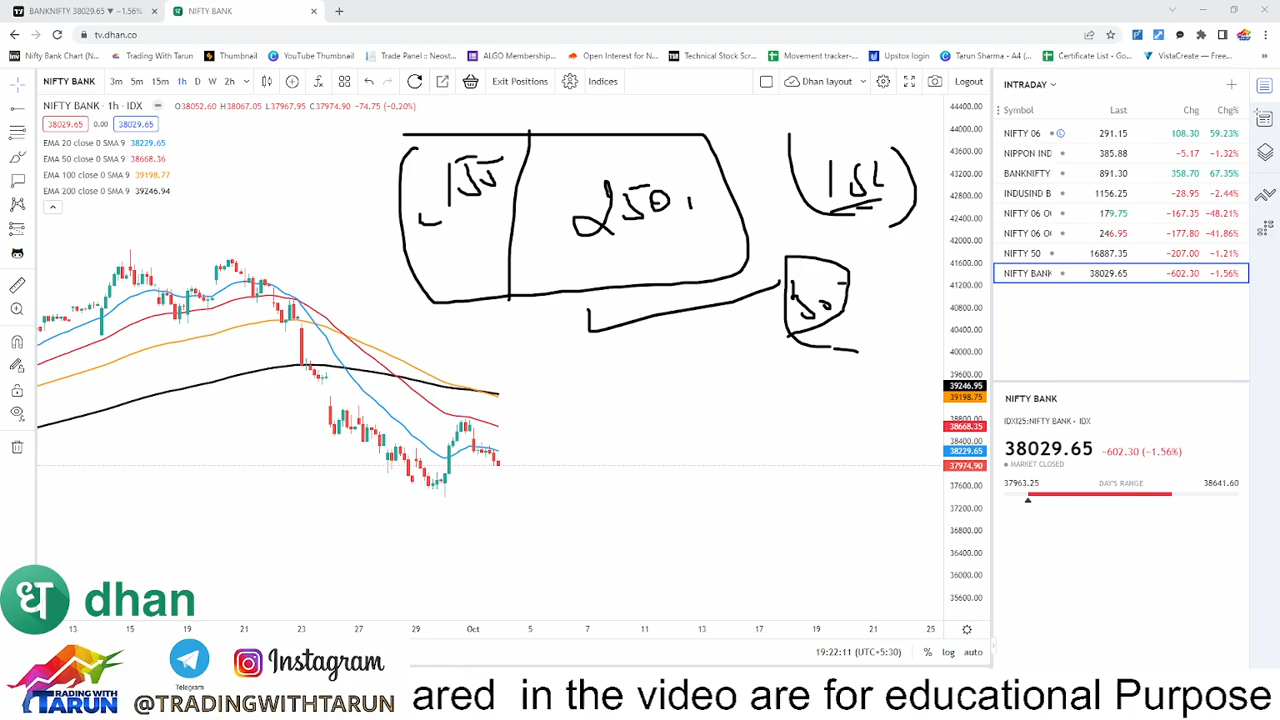 BANKNIFTY 38029.65 ▼ −1.56%
NIFTY BANK
tv.dhan.co
Nifty Bank Chart (N...
Trading With Tarun
Thumbnail
YouTube Thumbnail
Trade Panel :: Neost...
ALGO Membership...
Open Interest for N...
Technical Stock Scr...
Movement tracker-...
Upstox login
Tarun Sharma - A4 (...
Certificate List - Go...
VistaCreate — Free...
NIFTY BANK 3m 5m 15m 1h D W 2h Exit Positions Indices Dhan layout Logout
NIFTY BANK · 1h · IDX O38052.60 H38067.05 L37967.95 C37974.90 −74.75 (−0.20%)
38029.65 0.00 38029.65
EMA 20 close 0 SMA 9 38229.65
EMA 50 close 0 SMA 9 38668.36
EMA 100 close 0 SMA 9 39198.77
EMA 200 close 0 SMA 9 39246.94
250
44400.00
44000.00
43600.00
43200.00
42800.00
42400.00
42000.00
41600.00
41200.00
40800.00
40400.00
40000.00
39600.00
39246.95
39198.75
38800.00
38668.35
38400.00
38229.65
37974.90
37600.00
37200.00
36800.00
36400.00
36000.00
35600.00
13 15 19 21 23 27 29 Oct 5 7 11 13 17 19 21 25
19:22:11 (UTC+5:30) % log auto
INTRADAY
Symbol Last Chg Chg%
NIFTY 06 291.15 108.30 59.23%
NIPPON IND 385.88 -5.17 -1.32%
BANKNIFTY 891.30 358.70 67.35%
INDUSIND B 1156.25 -28.95 -2.44%
NIFTY 06 OC 179.75 -167.35 -48.21%
NIFTY 06 OC 246.95 -177.80 -41.86%
NIFTY 50 16887.35 -207.00 -1.21%
NIFTY BANK 38029.65 -602.30 -1.56%
NIFTY BANK
IDX125:NIFTY BANK • IDX
38029.65 −602.30 (−1.56%)
MARKET CLOSED
37963.25 DAY'S RANGE 38641.60
ध dhan
TRADING WITH
TARUN
Telegram
Instagram
@TRADINGWITHTARUN
ared in the video are for educational Purpose